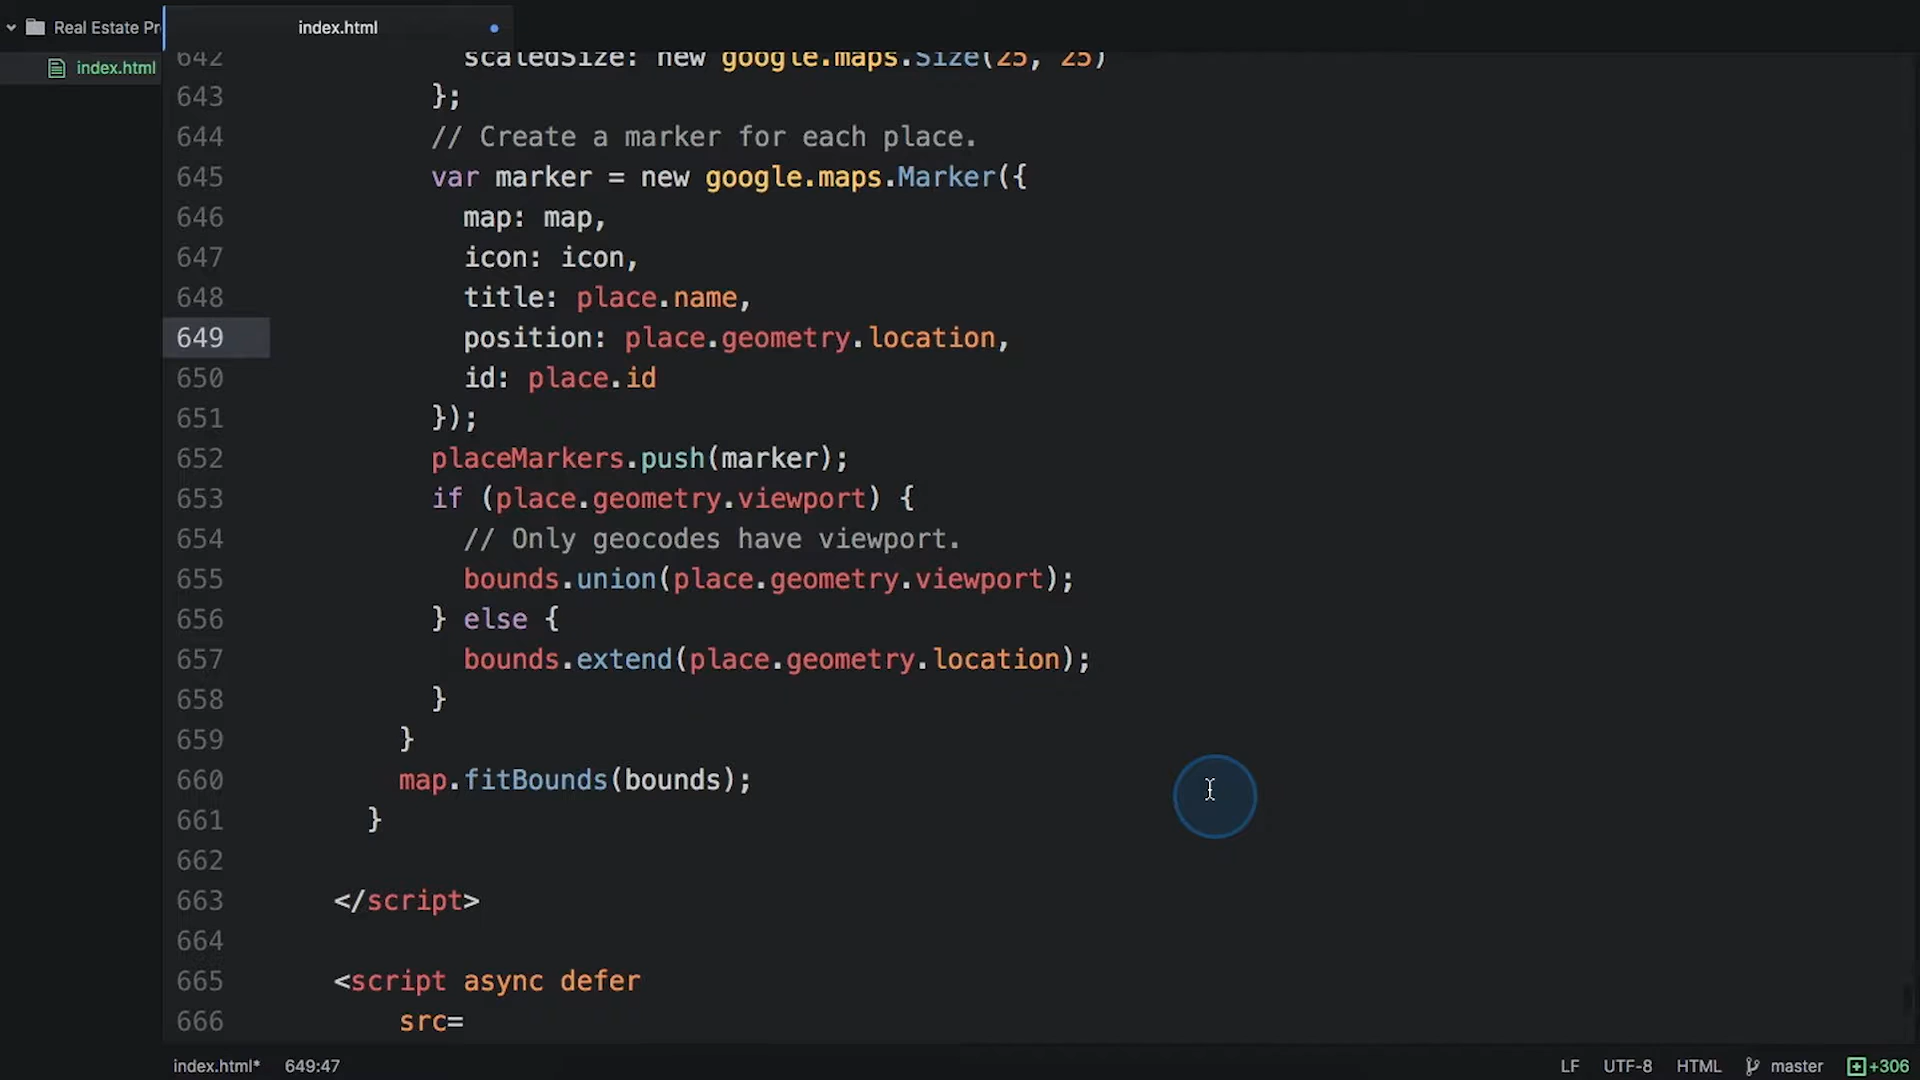 Real Estate Pr
index.html
index.html
642 scaledSize: new google.maps.Size(25, 25)
643 };
644 // Create a marker for each place.
645 var marker = new google.maps.Marker({
646 map: map,
647 icon: icon,
648 title: place.name,
649 position: place.geometry.location,
650 id: place.id
651 });
652 placeMarkers.push(marker);
653 if (place.geometry.viewport) {
654 // Only geocodes have viewport.
655 bounds.union(place.geometry.viewport);
656 } else {
657 bounds.extend(place.geometry.location);
658 }
659 }
660 map.fitBounds(bounds);
661 }
662
663 </script>
664
665 <script async defer
666 src=
index.html* 649:47 LF UTF-8 HTML master +306